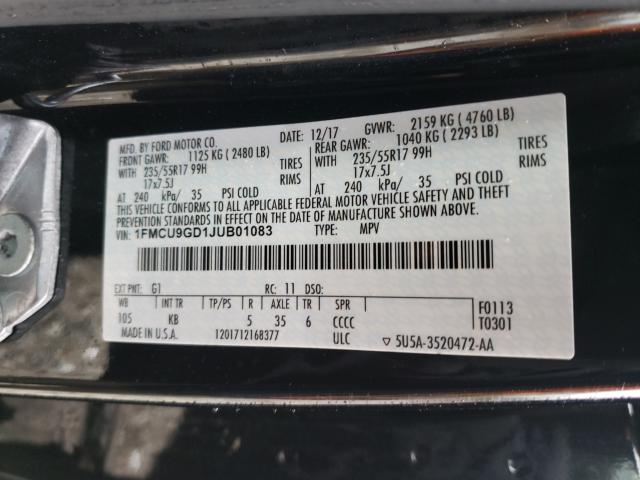 MFD. BY FORD MOTOR CO. DATE: 12/17 GVWR: 2159 KG ( 4760 LB)
FRONT GAWR: 1125 KG ( 2480 LB) REAR GAWR: 1040 KG ( 2293 LB)
WITH 235/55R17 99H TIRES WITH 235/55R17 99H TIRES
17x7.5J RIMS 17x7.5J RIMS
AT 240 kPa/ 35 PSI COLD AT 240 kPa/ 35 PSI COLD
THIS VEHICLE CONFORMS TO ALL APPLICABLE FEDERAL MOTOR VEHICLE SAFETY AND THEFT
PREVENTION STANDARDS IN EFFECT ON THE DATE OF MANUFACTURE SHOWN ABOVE.
VIN: 1FMCU9GD1JUB01083 TYPE: MPV
EXT PNT: G1 RC: 11 DSO:
WB INT TR TP/PS R AXLE TR SPR F0113
105 KB 5 35 6 CCCC T0301
MADE IN U.S.A. 1201712168377 ULC ▽ 5U5A-3520472-AA